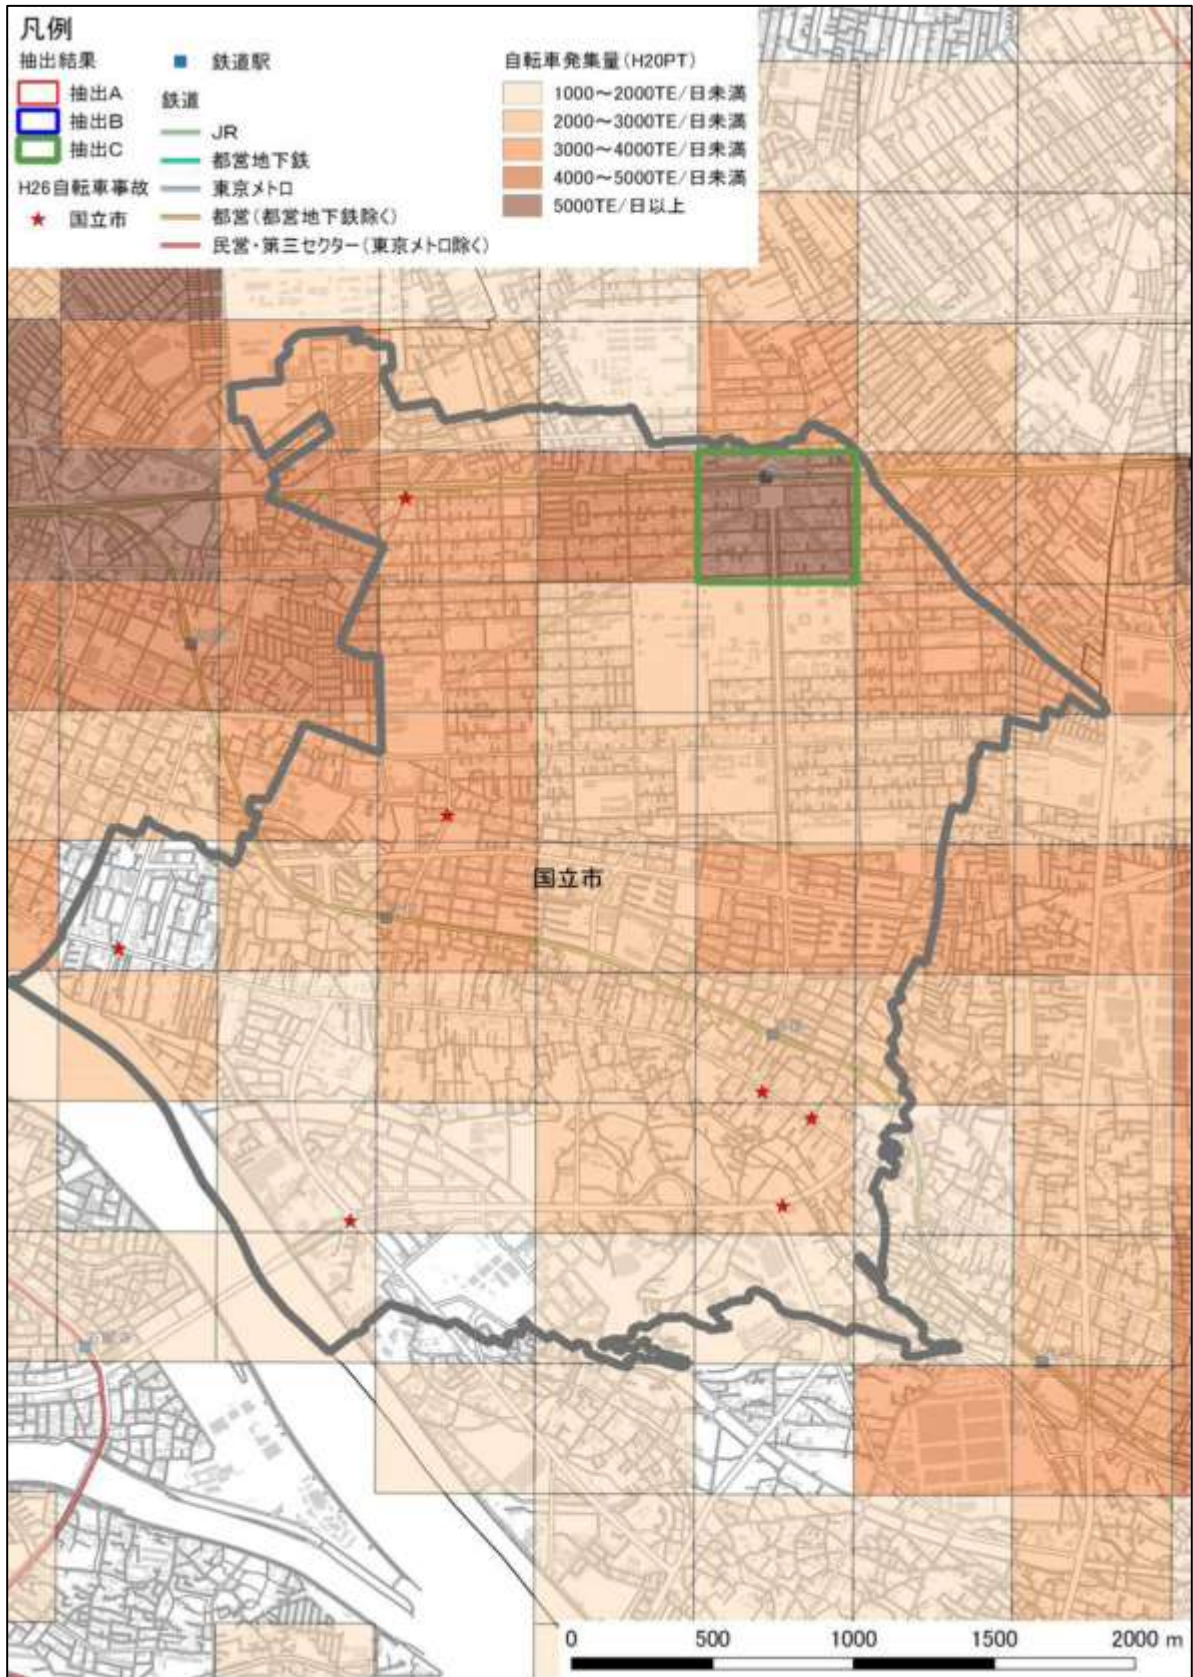 凡例
抽出結果
抽出A
抽出B
抽出C
H26自転車事故
国立市
鉄道駅
鉄道
JR
都営地下鉄
東京メトロ
都営(都営地下鉄除く)
民営・第三セクター(東京メトロ除く)
自転車発集量(H20PT)
1000～2000TE/日未満
2000～3000TE/日未満
3000～4000TE/日未満
4000～5000TE/日未満
5000TE/日以上
国立市
0 500 1000 1500 2000 m